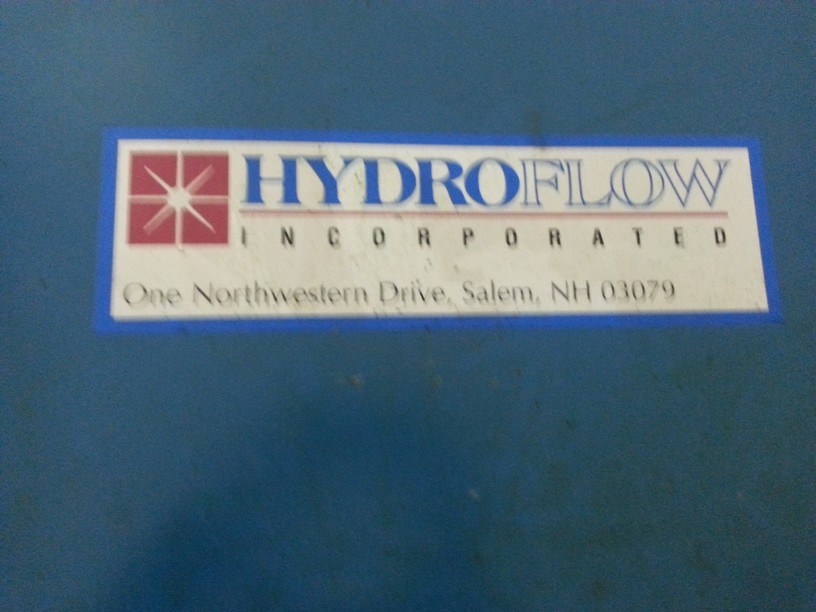 HYDROFLOW
INCORPORATED
One Northwestern Drive, Salem, NH 03079